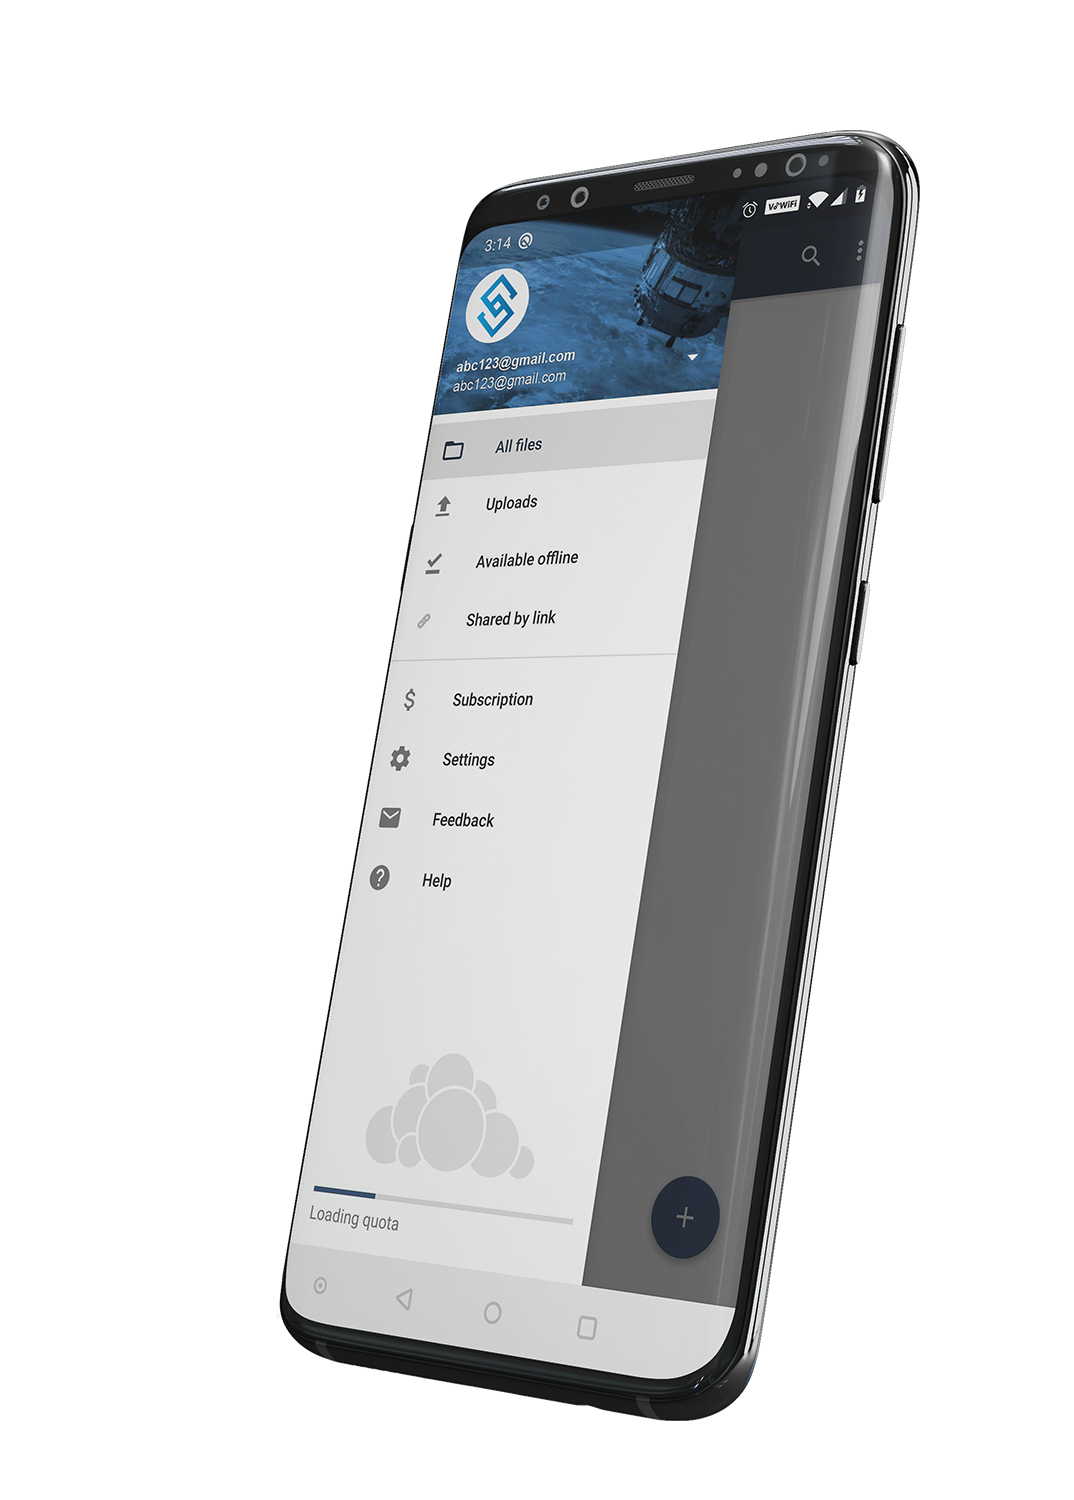 3:14
VoWiFi
abc123@gmail.com
abc123@gmail.com
All files
Uploads
Available offline
Shared by link
Subscription
Settings
Feedback
Help
Loading quota